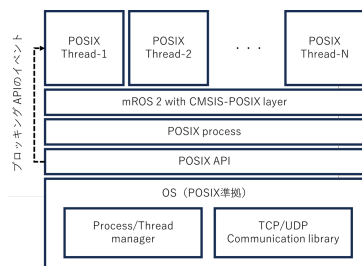 ブロッキングAPIのイベント
POSIX
Thread-1
POSIX
Thread-2
. . .
POSIX
Thread-N
mROS 2 with CMSIS-POSIX layer
POSIX process
POSIX API
OS（POSIX準拠）
Process/Thread
manager
TCP/UDP
Communication library